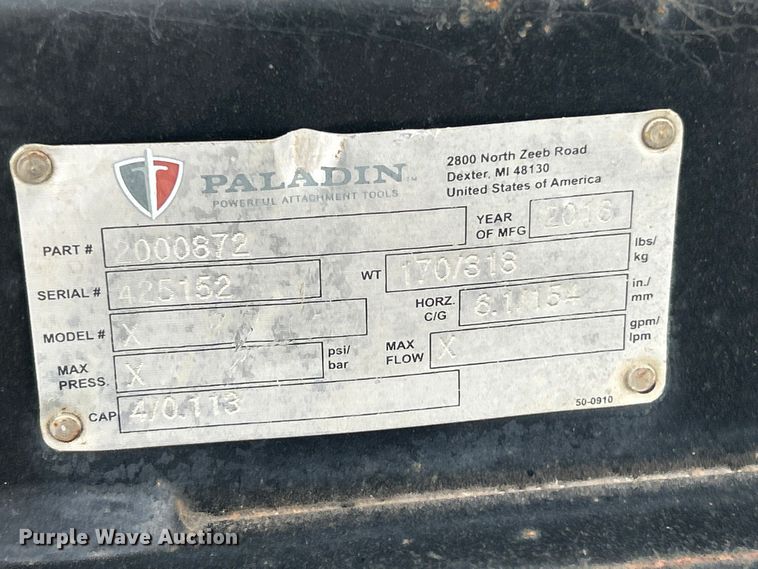 PALADIN™
POWERFUL ATTACHMENT TOOLS
2800 North Zeeb Road
Dexter, MI 48130
United States of America
PART # 2000872
YEAR OF MFG 2016
SERIAL # 425152
WT 170/318 lbs/ kg
MODEL # X
HORZ. C/G 6.1/154 in./ mm
MAX PRESS. X psi/ bar
MAX FLOW X gpm/ lpm
CAP 4/0.113
50-0910
Purple Wave Auction